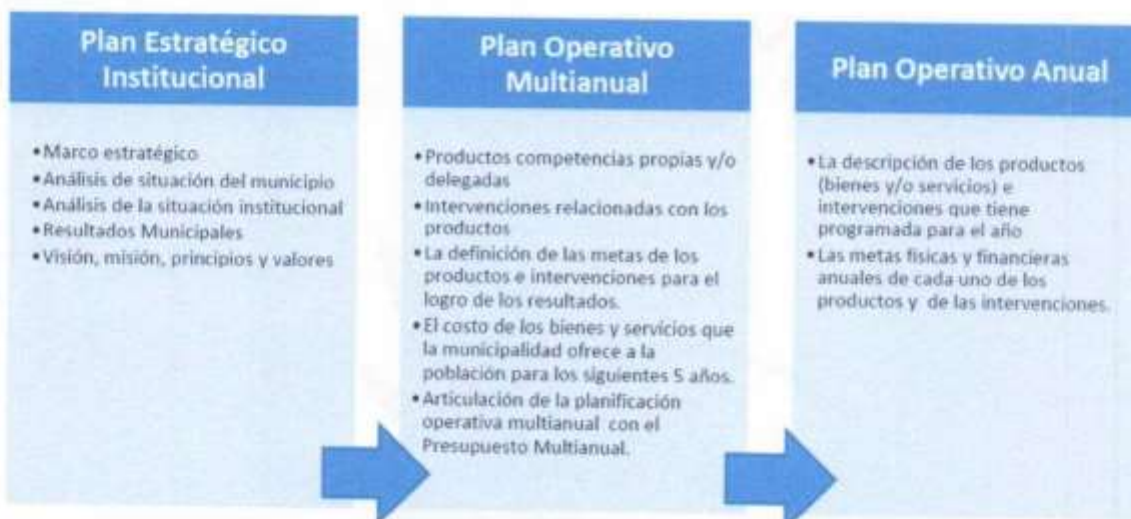 Plan Estratégico
Institucional
•Marco estratégico
•Análisis de situación del municipio
•Análisis de la situación institucional
•Resultados Municipales
•Visión, misión, principios y valores
Plan Operativo
Multianual
•Productos competencias propias y/o
delegadas
•Intervenciones relacionadas con los
productos
•La definición de las metas de los
productos e intervenciones para el
logro de los resultados.
•El costo de los bienes y servicios que
la municipalidad ofrece a la
población para los siguientes 5 años.
•Articulación de la planificación
operativa multianual con el
Presupuesto Multianual.
Plan Operativo Anual
•La descripción de los productos
(bienes y/o servicios) e
intervenciones que tiene
programada para el año
•Las metas físicas y financieras
anuales de cada uno de los
productos y de las intervenciones.